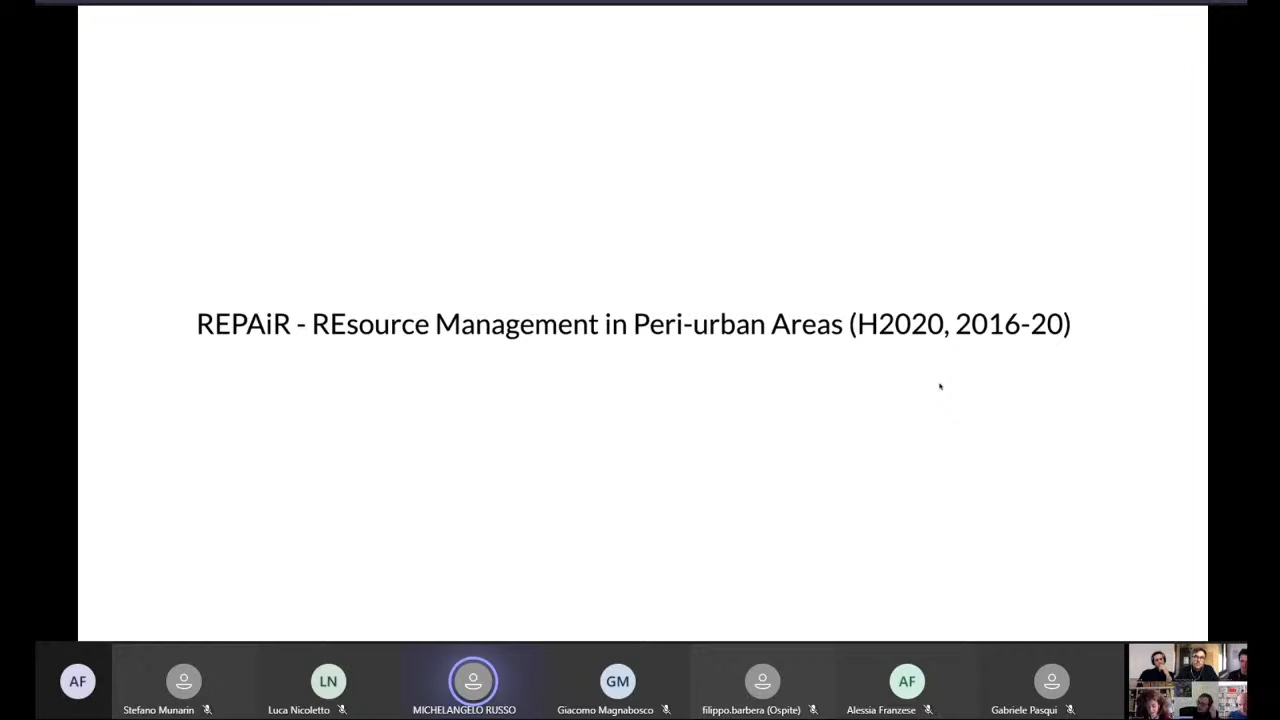 REPAiR - REsource Management in Peri-urban Areas (H2020, 2016-20)
AF
LN
GM
AF
Stefano Munarin
Luca Nicoletto
MICHELANGELO RUSSO
Giacomo Magnabosco
filippo.barbera (Ospite)
Alessia Franzese
Gabriele Pasqui